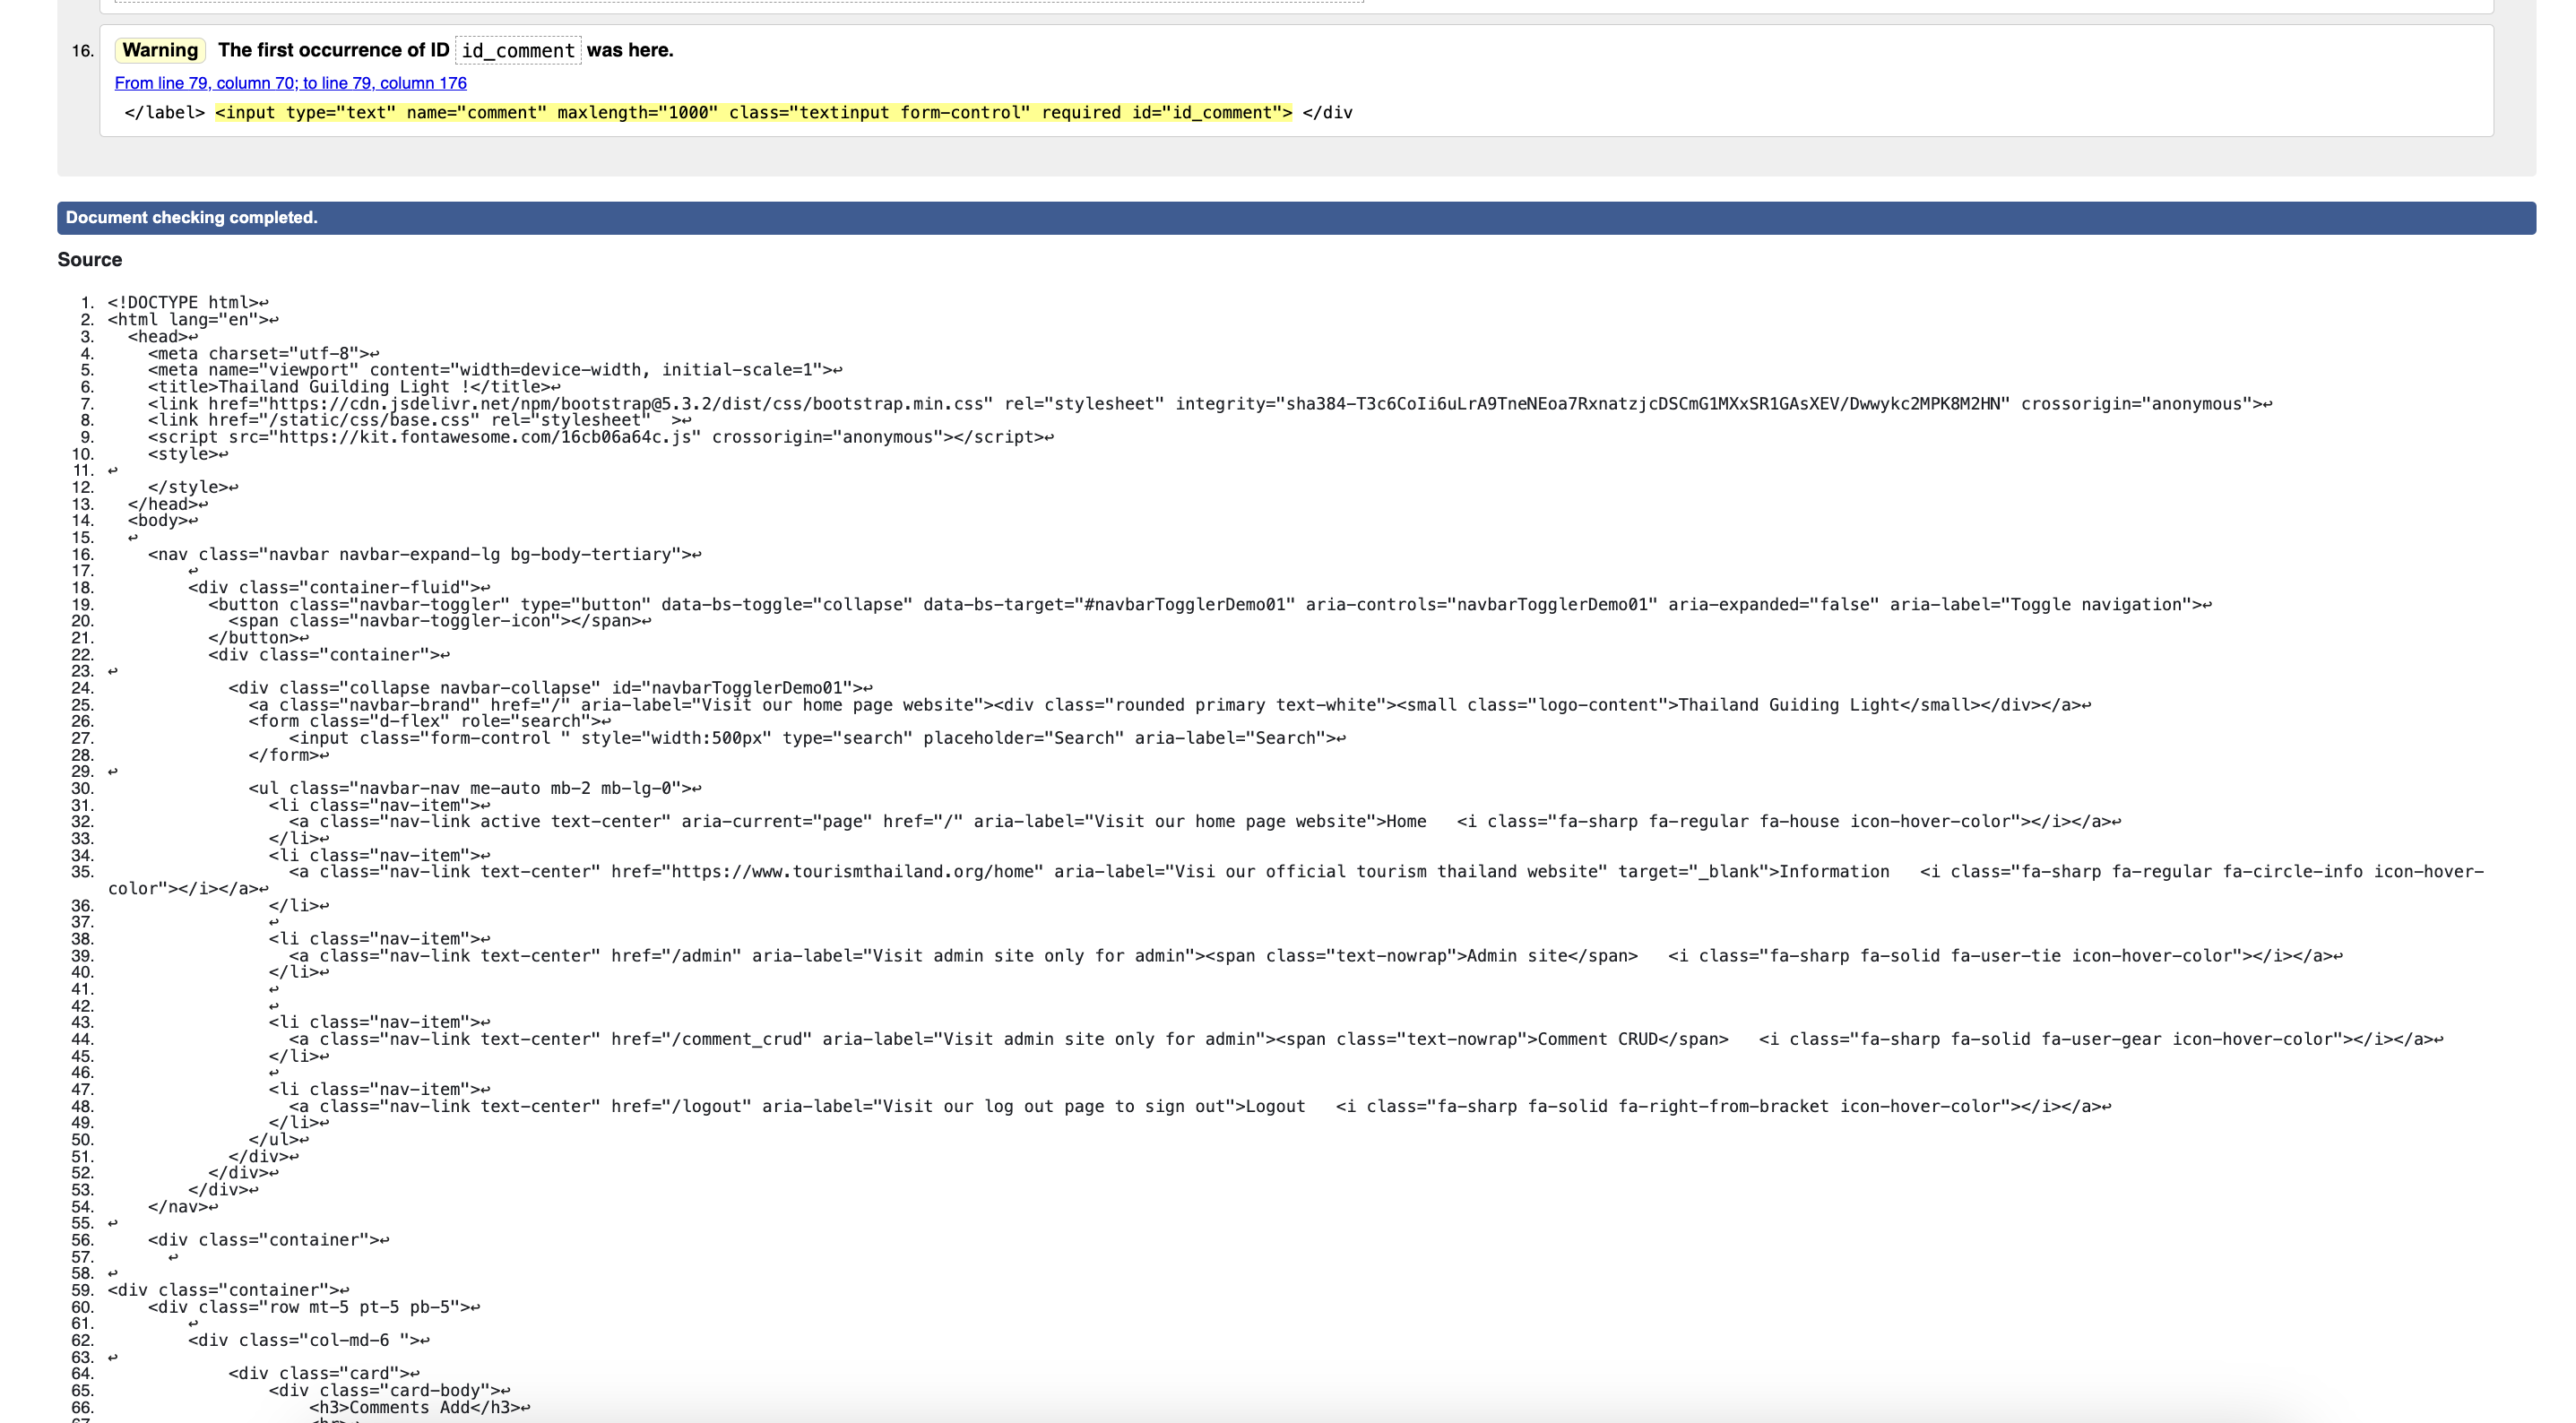 16. Warning The first occurrence of ID id_comment was here.
From line 79, column 70; to line 79, column 176
</label> <input type="text" name="comment" maxlength="1000" class="textinput form-control" required id="id_comment"> </div
Document checking completed.
Source
1. <!DOCTYPE html>↩
2. <html lang="en">↩
3. <head>↩
4. <meta charset="utf-8">↩
5. <meta name="viewport" content="width=device-width, initial-scale=1">↩
6. <title>Thailand Guilding Light !</title>↩
7. <link href="https://cdn.jsdelivr.net/npm/bootstrap@5.3.2/dist/css/bootstrap.min.css" rel="stylesheet" integrity="sha384-T3c6CoIi6uLrA9TneNEoa7RxnatzjcDSCmG1MXxSR1GAsXEV/Dwwykc2MPK8M2HN" crossorigin="anonymous">↩
8. <link href="/static/css/base.css" rel="stylesheet" >↩
9. <script src="https://kit.fontawesome.com/16cb06a64c.js" crossorigin="anonymous"></script>↩
10. <style>↩
11. ↩
12. </style>↩
13. </head>↩
14. <body>↩
15. ↩
16. <nav class="navbar navbar-expand-lg bg-body-tertiary">↩
17. ↩
18. <div class="container-fluid">↩
19. <button class="navbar-toggler" type="button" data-bs-toggle="collapse" data-bs-target="#navbarTogglerDemo01" aria-controls="navbarTogglerDemo01" aria-expanded="false" aria-label="Toggle navigation">↩
20. <span class="navbar-toggler-icon"></span>↩
21. </button>↩
22. <div class="container">↩
23. ↩
24. <div class="collapse navbar-collapse" id="navbarTogglerDemo01">↩
25. <a class="navbar-brand" href="/" aria-label="Visit our home page website"><div class="rounded primary text-white"><small class="logo-content">Thailand Guiding Light</small></div></a>↩
26. <form class="d-flex" role="search">↩
27. <input class="form-control " style="width:500px" type="search" placeholder="Search" aria-label="Search">↩
28. </form>↩
29. ↩
30. <ul class="navbar-nav me-auto mb-2 mb-lg-0">↩
31. <li class="nav-item">↩
32. <a class="nav-link active text-center" aria-current="page" href="/" aria-label="Visit our home page website">Home <i class="fa-sharp fa-regular fa-house icon-hover-color"></i></a>↩
33. </li>↩
34. <li class="nav-item">↩
35. <a class="nav-link text-center" href="https://www.tourismthailand.org/home" aria-label="Visi our official tourism thailand website" target="_blank">Information <i class="fa-sharp fa-regular fa-circle-info icon-hover-
color"></i></a>↩
36. </li>↩
37. ↩
38. <li class="nav-item">↩
39. <a class="nav-link text-center" href="/admin" aria-label="Visit admin site only for admin"><span class="text-nowrap">Admin site</span> <i class="fa-sharp fa-solid fa-user-tie icon-hover-color"></i></a>↩
40. </li>↩
41. ↩
42. ↩
43. <li class="nav-item">↩
44. <a class="nav-link text-center" href="/comment_crud" aria-label="Visit admin site only for admin"><span class="text-nowrap">Comment CRUD</span> <i class="fa-sharp fa-solid fa-user-gear icon-hover-color"></i></a>↩
45. </li>↩
46. ↩
47. <li class="nav-item">↩
48. <a class="nav-link text-center" href="/logout" aria-label="Visit our log out page to sign out">Logout <i class="fa-sharp fa-solid fa-right-from-bracket icon-hover-color"></i></a>↩
49. </li>↩
50. </ul>↩
51. </div>↩
52. </div>↩
53. </div>↩
54. </nav>↩
55. ↩
56. <div class="container">↩
57. ↩
58. ↩
59. <div class="container">↩
60. <div class="row mt-5 pt-5 pb-5">↩
61. ↩
62. <div class="col-md-6 ">↩
63. ↩
64. <div class="card">↩
65. <div class="card-body">↩
66. <h3>Comments Add</h3>↩